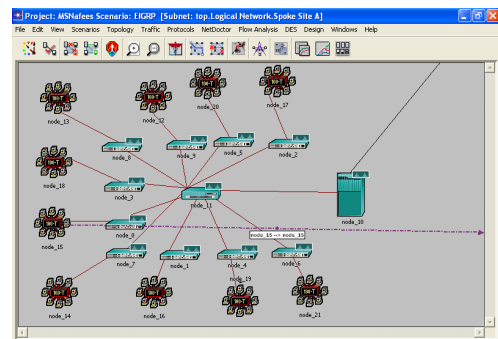 Project: MSNafees Scenario: EIGRP [Subnet: top.Logical Network.Spoke Site A]
File Edit View Scenarios Topology Traffic Protocols NetDoctor Flow Analysis DES Design Windows Help
node_20
node_17
node_13
node_12
node_8
node_9
node_5
node_2
node_18
node_3
node_11
node_10
node_15
node_0
node_15 --> node_15
node_7
node_1
node_4
node_6
node_19
node_14
node_16
node_21